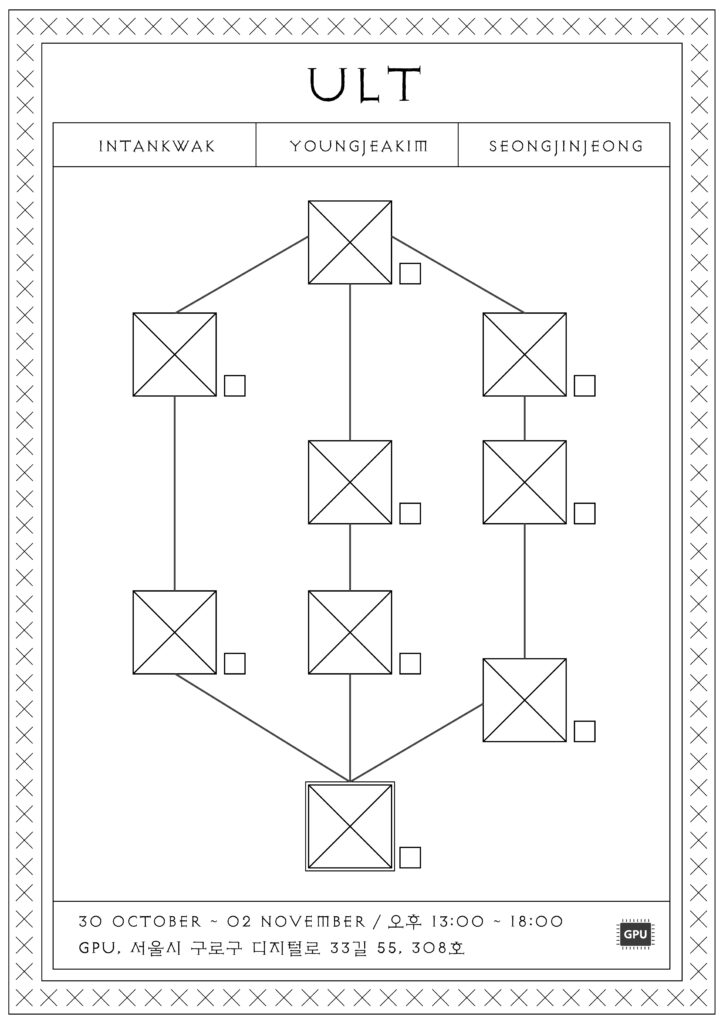 ULT
INTANKWAK
YOUNGJEAKIM
SEONGJINJEONG
30 OCTOBER ~ 02 NOVEMBER / 오후 13:00 ~ 18:00
GPU, 서울시 구로구 디지털로 33길 55, 308호
GPU